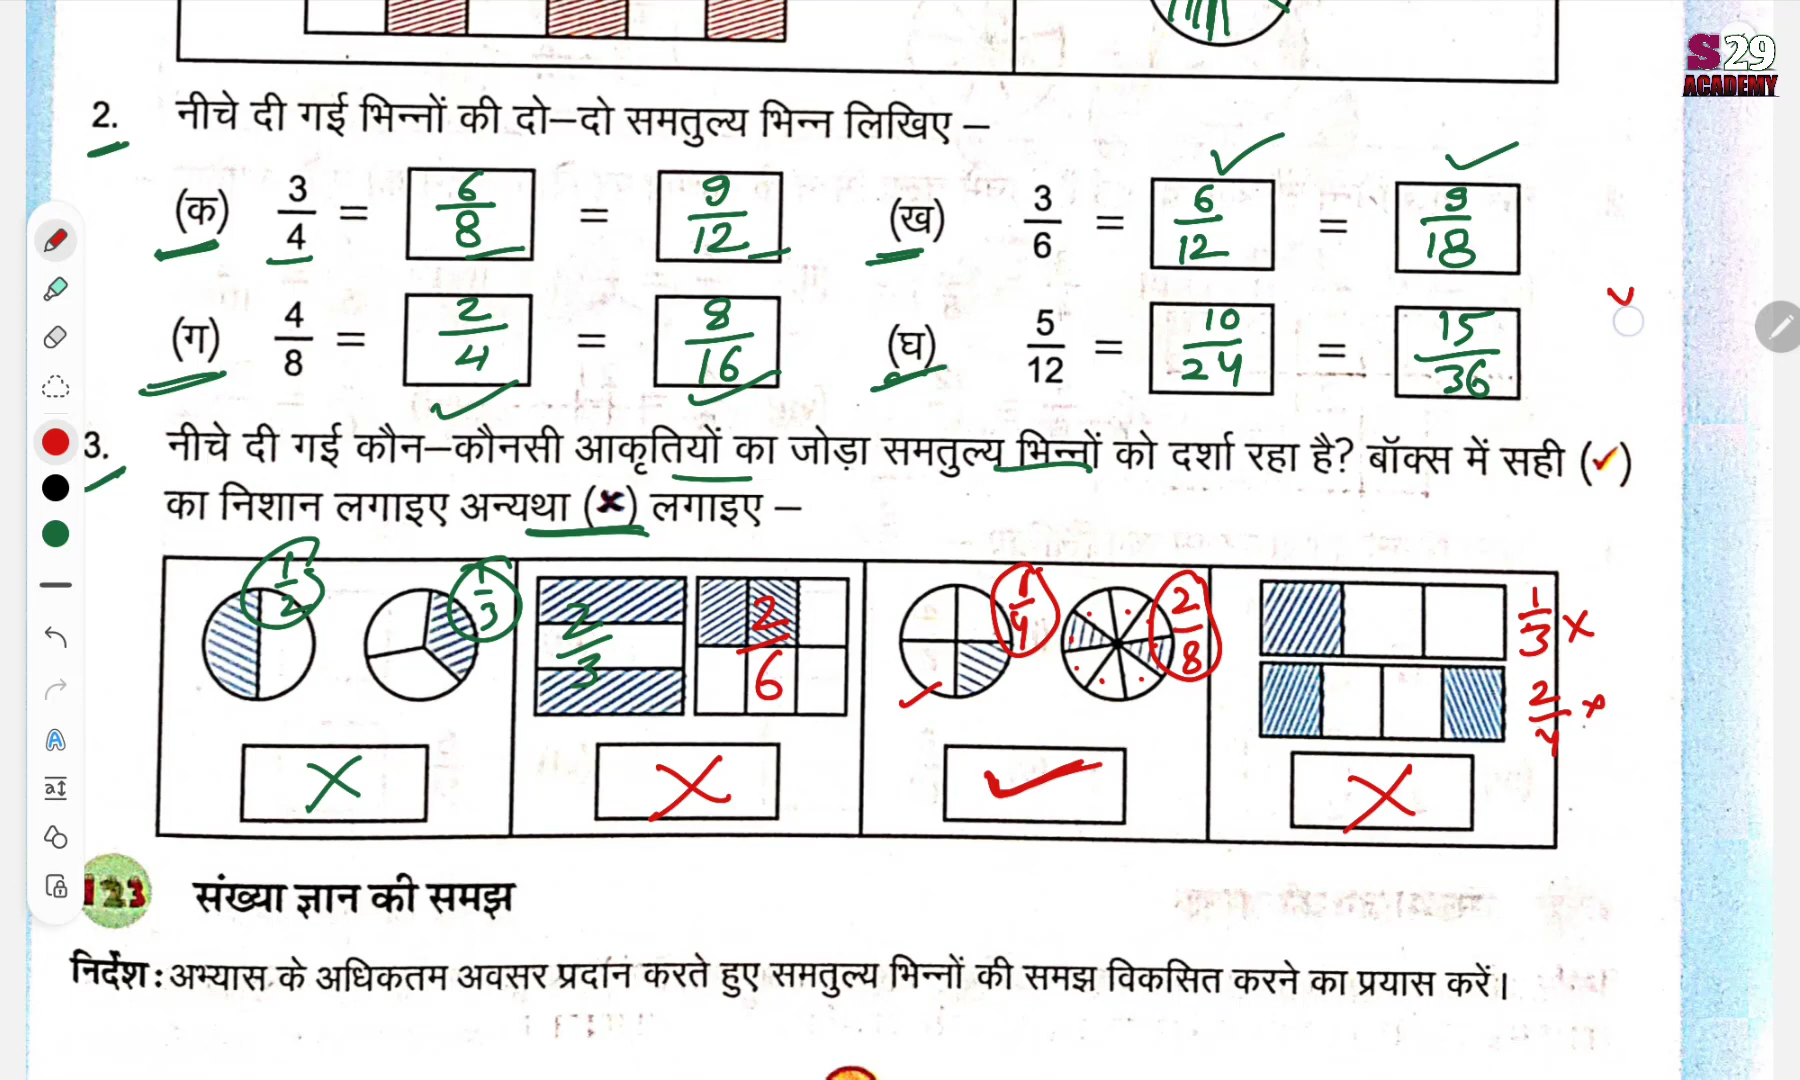 S29
ACADEMY
2. नीचे दी गई भिन्नों की दो–दो समतुल्य भिन्न लिखिए –
(क) 3/4 = 6/8 = 9/12 (ख) 3/6 = 6/12 = 9/18
(ग) 4/8 = 2/4 = 8/16 (घ) 5/12 = 10/24 = 15/36
3. नीचे दी गई कौन–कौनसी आकृतियों का जोड़ा समतुल्य भिन्नों को दर्शा रहा है? बॉक्स में सही (✓)
का निशान लगाइए अन्यथा (×) लगाइए –
1/2 1/3 2/3 2/6 1/4 2/8 1/3 ×
2/4 ×
× × ✓ ×
123 संख्या ज्ञान की समझ
निर्देश: अभ्यास के अधिकतम अवसर प्रदान करते हुए समतुल्य भिन्नों की समझ विकसित करने का प्रयास करें।